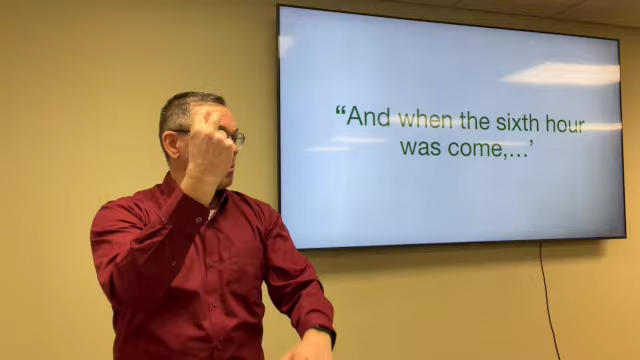 “And when the sixth hour
was come,...’